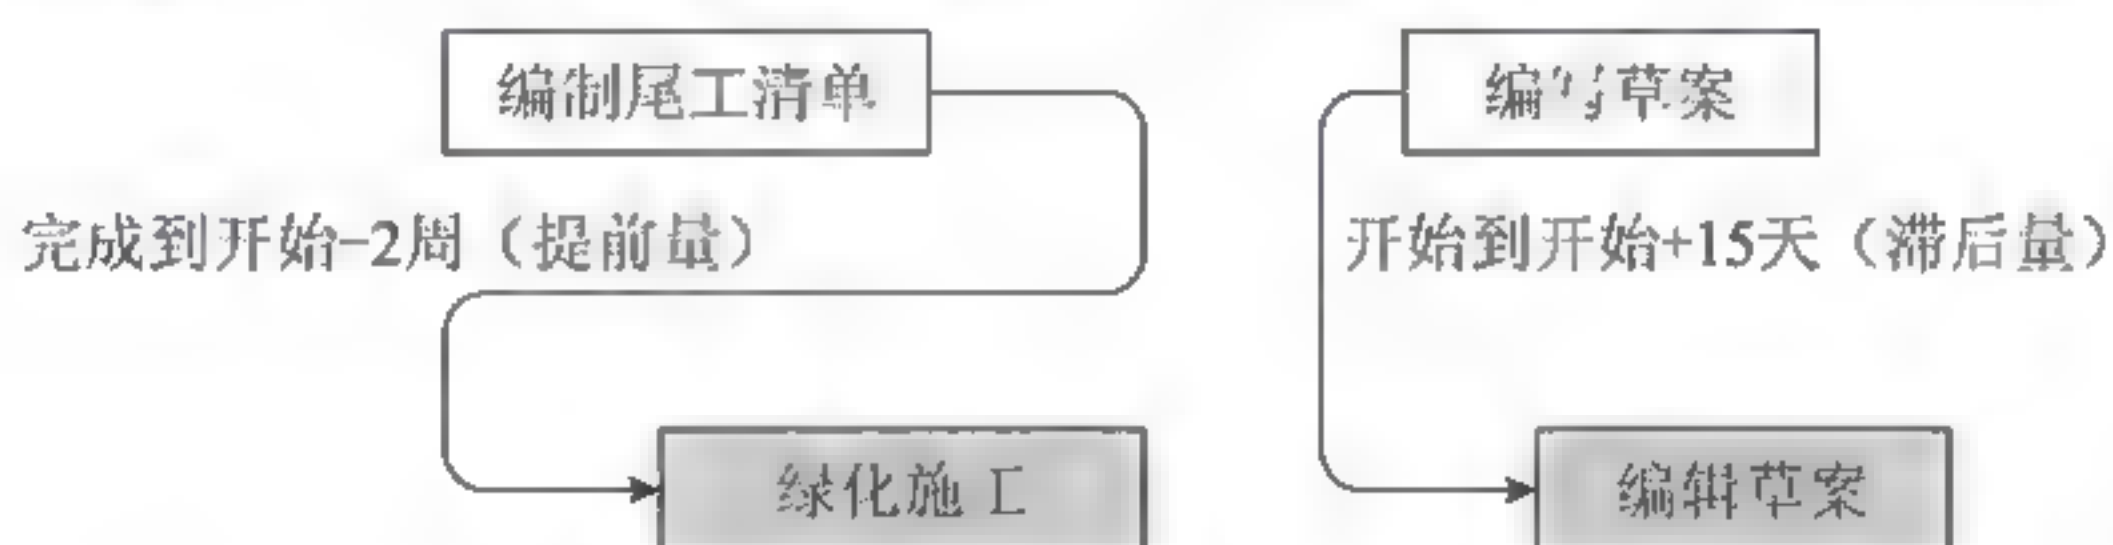 编制尾工清单
编写草案
完成到开始-2周（提前量）
开始到开始+15天（滞后量）
绿化施工
编辑草案